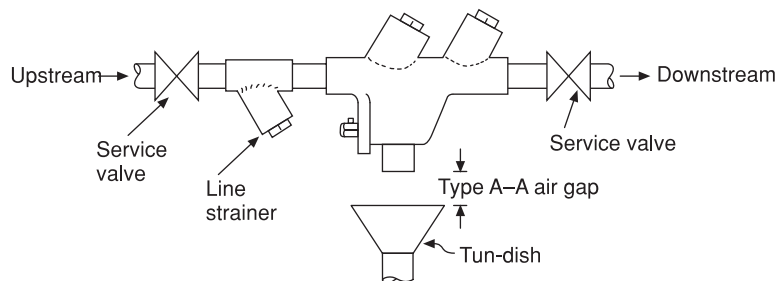 Upstream
Downstream
Service
valve
Line
strainer
Service valve
Type A–A air gap
Tun-dish